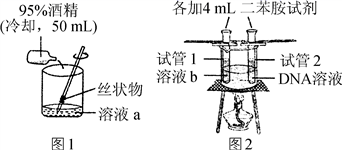 95%酒精
(冷却,50 mL)
丝状物
溶液 a
图1
各加4 mL 二苯胺试剂
试管 1
溶液 b
试管 2
DNA溶液
图2